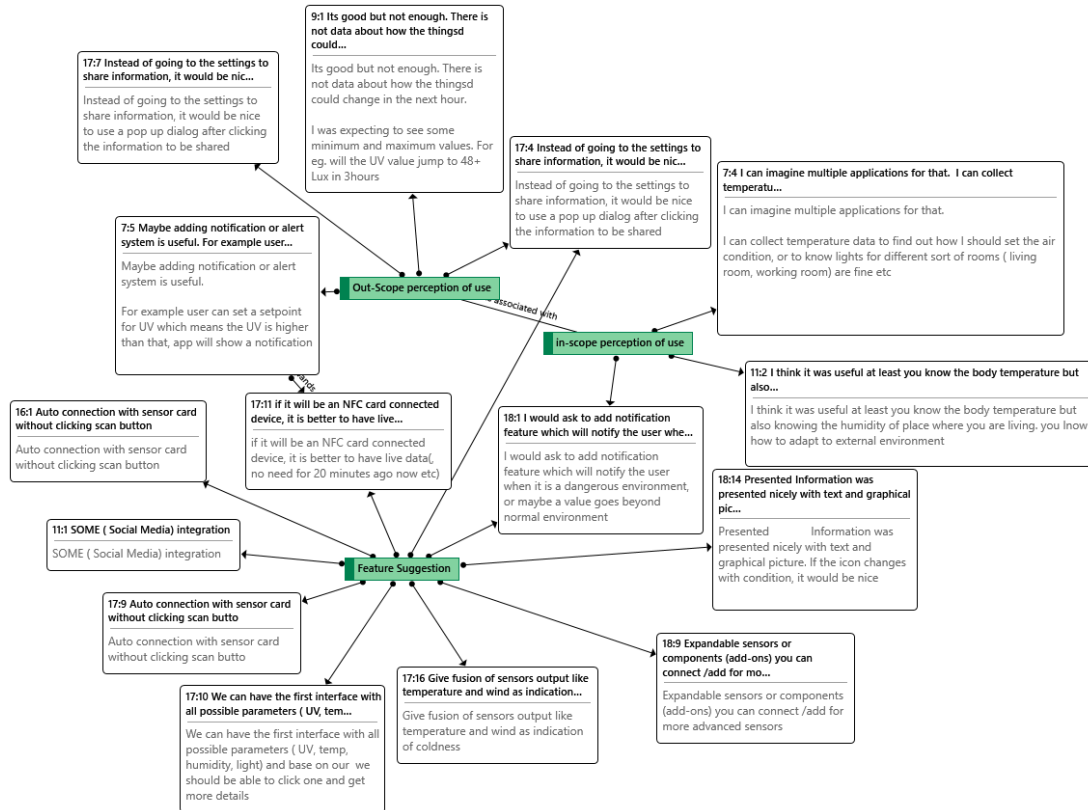 9:1 Its good but not enough. There is
not data about how the thingsd
could...
Its good but not enough. There is
not data about how the thingsd
could change in the next hour.
I was expecting to see some
minimum and maximum values. For
eg. will the UV value jump to 48+
Lux in 3hours
17:7 Instead of going to the settings to
share information, it would be nic...
Instead of going to the settings to
share information, it would be nice
to use a pop up dialog after clicking
the information to be shared
17:4 Instead of going to the settings to
share information, it would be nic...
Instead of going to the settings to
share information, it would be nice
to use a pop up dialog after clicking
the information to be shared
7:4 I can imagine multiple applications for that.  I can collect
temperatu...
I can imagine multiple applications for that.
I can collect temperature data to find out how I should set the air
condition, or to know lights for different sort of rooms ( living
room, working room) are fine etc
7:5 Maybe adding notification or alert
system is useful. For example user...
Maybe adding notification or alert
system is useful.
For example user can set a setpoint
for UV which means the UV is higher
than that, app will show a notification
Out-Scope perception of use
associated with
in-scope perception of use
11:2 I think it was useful at least you know the body temperature but
also...
I think it was useful at least you know the body temperature but
also knowing the humidity of place where you are living. you lnow
how to adapt to external environment
16:1 Auto connection with sensor card
without clicking scan button
Auto connection with sensor card
without clicking scan button
17:11 if it will be an NFC card connected
device, it is better to have live...
if it will be an NFC card connected
device, it is better to have live data(,
no need for 20 minutes ago now etc)
18:1 I would ask to add notification
feature which will notify the user whe...
I would ask to add notification
feature which will notify the user
when it is a dangerous environment,
or maybe a value goes beyond
normal environment
18:14 Presented Information was
presented nicely with text and graphical
pic...
Presented Information was
presented nicely with text and
graphical picture. If the icon
changes with condition, it would be
nice
11:1 SOME ( Social Media) integration
SOME ( Social Media) integration
Feature Suggestion
17:9 Auto connection with sensor card
without clicking scan butto
Auto connection with sensor card
without clicking scan butto
17:10 We can have the first interface with
all possible parameters ( UV, tem...
We can have the first interface with all
possible parameters ( UV, temp,
humidity, light) and base on our  we
should be able to click one and get
more details
17:16 Give fusion of sensors output like
temperature and wind as indication...
Give fusion of sensors output like
temperature and wind as indication
of coldness
18:9 Expandable sensors or
components (add-ons) you can
connect /add for mo...
Expandable sensors or components
(add-ons) you can connect /add for
more advanced sensors